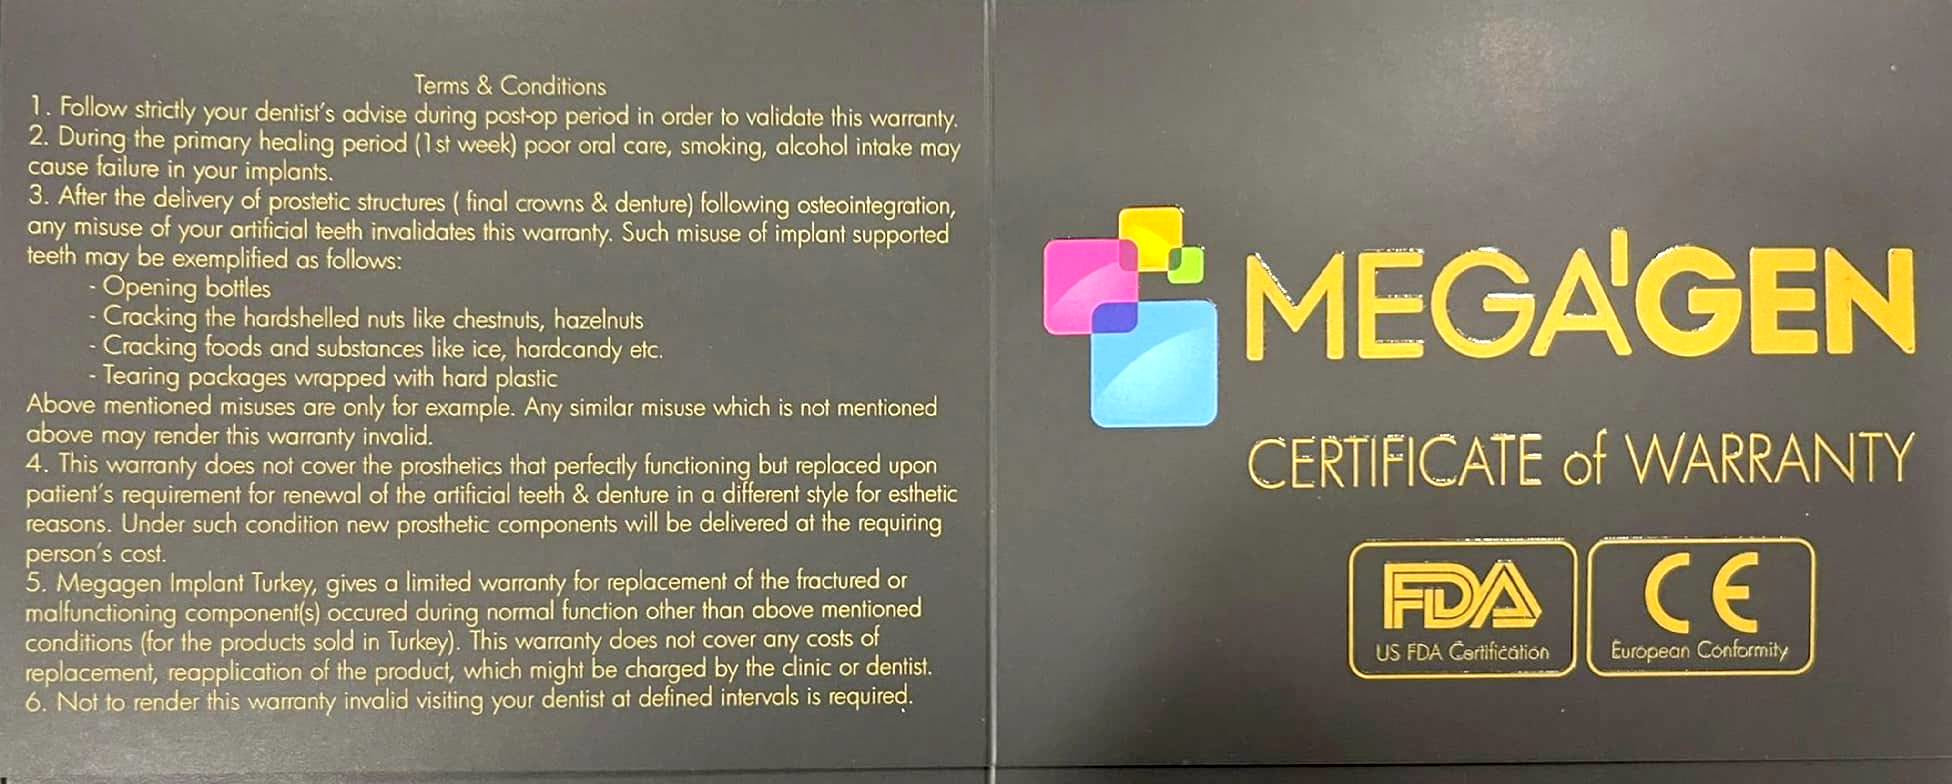 Terms & Conditions
1. Follow strictly your dentist's advise during post-op period in order to validate this warranty.
2. During the primary healing period (1st week) poor oral care, smoking, alcohol intake may
cause failure in your implants.
3. After the delivery of prostetic structures ( final crowns & denture) following osteointegration,
any misuse of your artificial teeth invalidates this warranty. Such misuse of implant supported
teeth may be exemplified as follows:
- Opening bottles
- Cracking the hardshelled nuts like chestnuts, hazelnuts
- Cracking foods and substances like ice, hardcandy etc.
- Tearing packages wrapped with hard plastic
Above mentioned misuses are only for example. Any similar misuse which is not mentioned
above may render this warranty invalid.
4. This warranty does not cover the prosthetics that perfectly functioning but replaced upon
patient's requirement for renewal of the artificial teeth & denture in a different style for esthetic
reasons. Under such condition new prosthetic components will be delivered at the requiring
person's cost.
5. Megagen Implant Turkey, gives a limited warranty for replacement of the fractured or
malfunctioning component(s) occured during normal function other than above mentioned
conditions (for the products sold in Turkey). This warranty does not cover any costs of
replacement, reapplication of the product, which might be charged by the clinic or dentist.
6. Not to render this warranty invalid visiting your dentist at defined intervals is required.
MEGA'GEN
CERTIFICATE of WARRANTY
FDA
US FDA Certification
CE
European Conformity